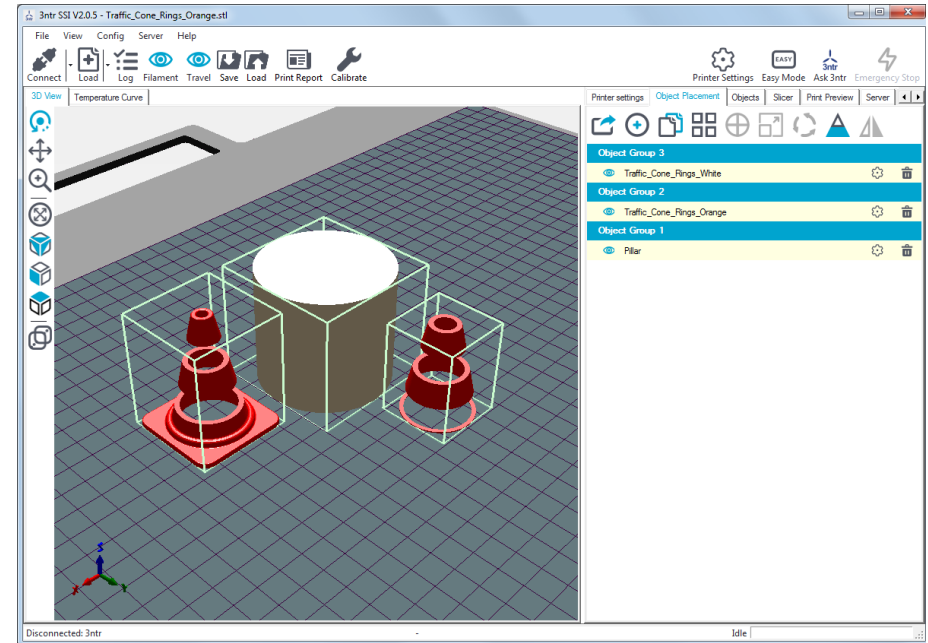 3ntr SSI V2.0.5 - Traffic_Cone_Rings_Orange.stl
File View Config Server Help
Connect Load Log Filament Travel Save Load Print Report Calibrate
EASY
3ntr
Printer Settings Easy Mode Ask 3ntr Emergency Stop
3D View Temperature Curve
Printer settings Object Placement Objects Slicer Print Preview Server
Object Group 3
Traffic_Cone_Rings_White
Object Group 2
Traffic_Cone_Rings_Orange
Object Group 1
Pillar
Disconnected: 3ntr - Idle